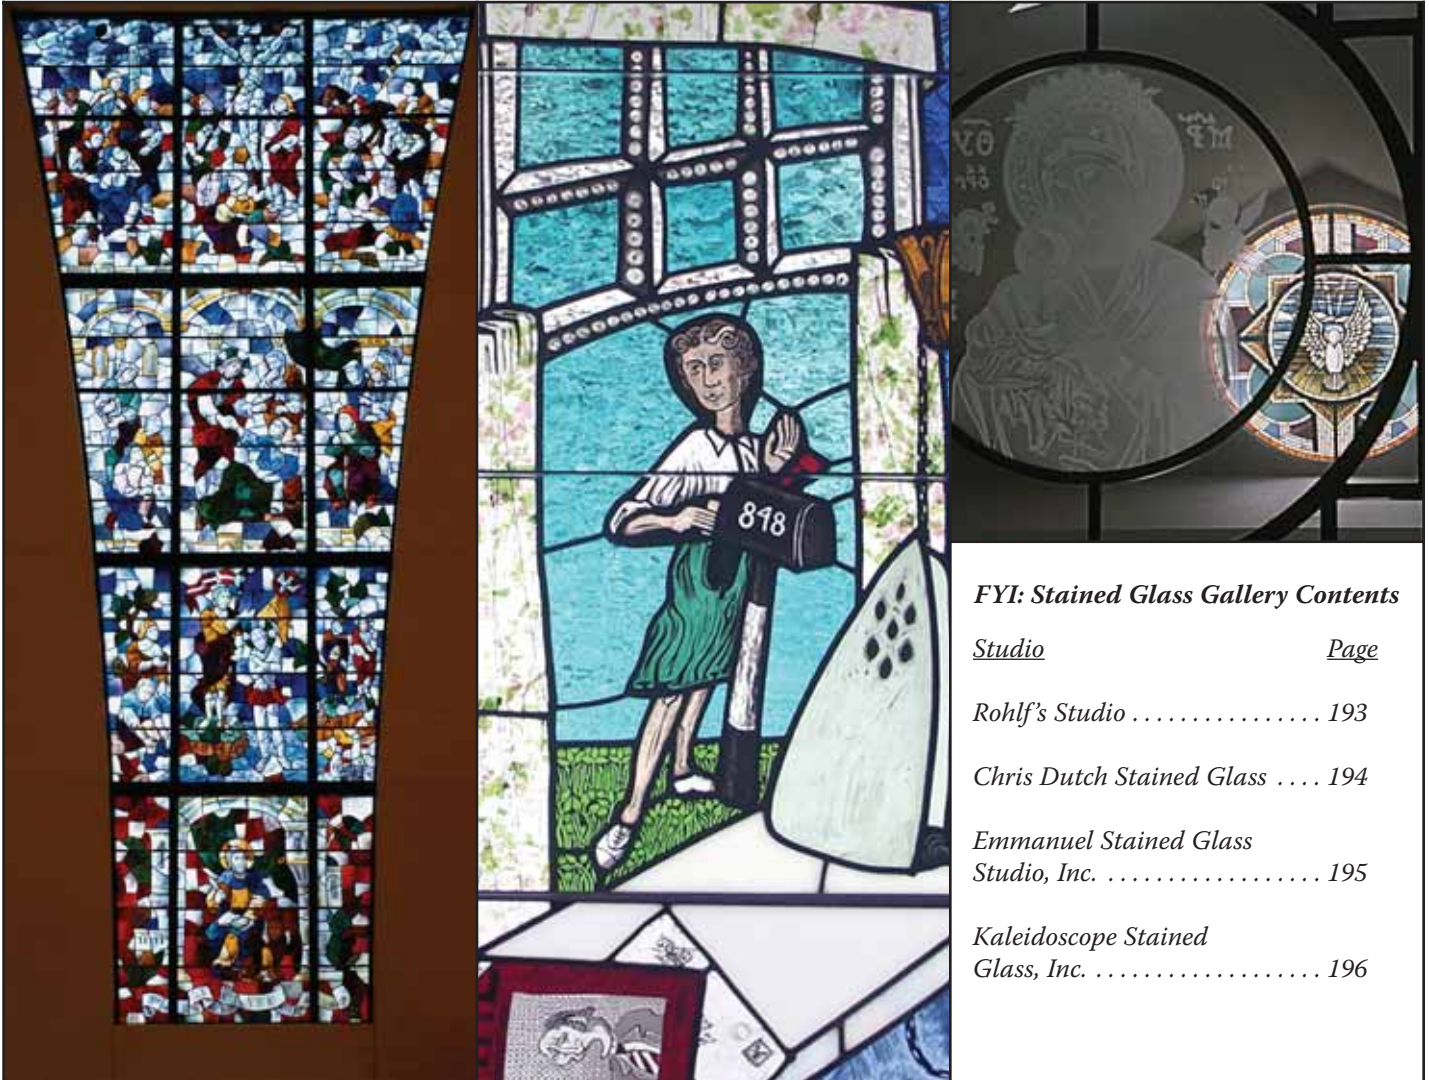 848
FYI: Stained Glass Gallery Contents
Studio Page
Rohlf's Studio ................ 193
Chris Dutch Stained Glass .... 194
Emmanuel Stained Glass
Studio, Inc. ................... 195
Kaleidoscope Stained
Glass, Inc. .................... 196